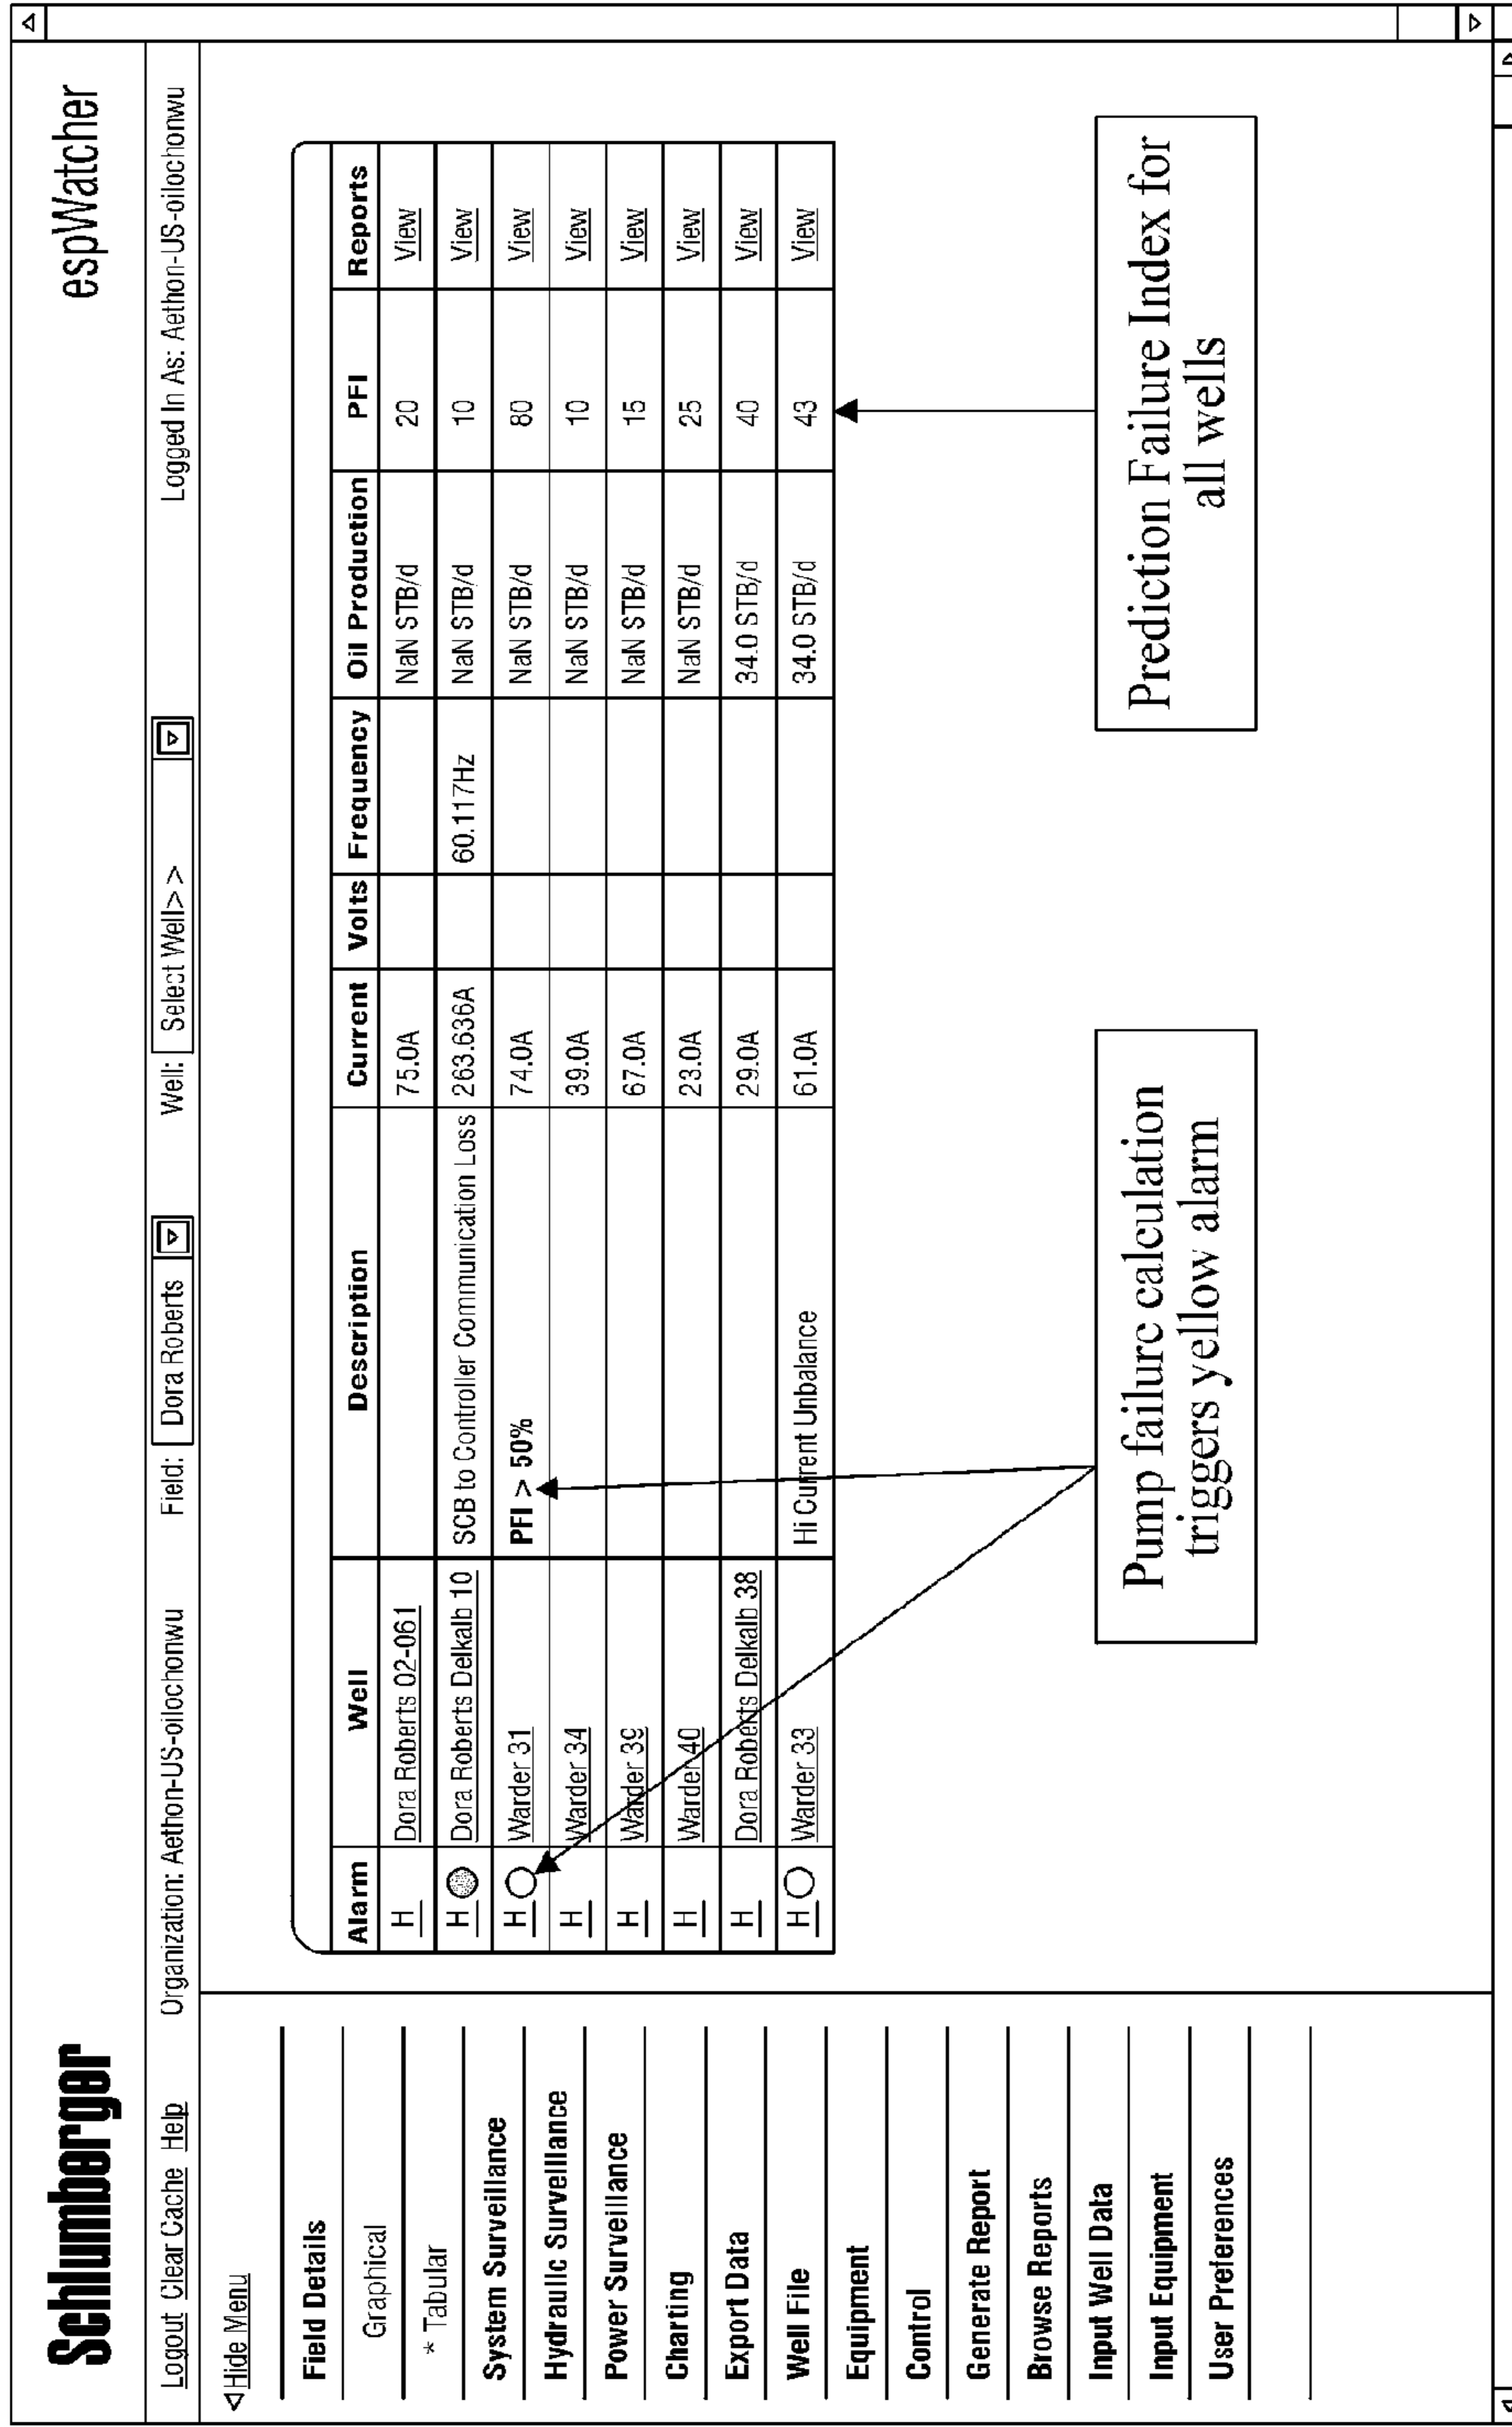 Schlumberger
espWatcher
Logout Clear Cache Help Organization: Aethon-US-oilochonwu Field: Dora Roberts Well: Select Well> > Logged In As: Aethon-US-oilochonwu
Hide Menu
Field Details
Graphical
* Tabular
System Surveillance
Hydraulic Surveillance
Power Surveillance
Charting
Export Data
Well File
Equipment
Control
Generate Report
Browse Reports
Input Well Data
Input Equipment
User Preferences
Alarm Well Description Current Volts Frequency Oil Production PFI Reports
H Dora Roberts 02-061 75.0A NaN STB/d 20 View
H Dora Roberts Delkalb 10 SCB to Controller Communication Loss 263.636A 60.117Hz NaN STB/d 10 View
H Warder 31 PFI > 50% 74.0A NaN STB/d 80 View
H Warder 34 39.0A NaN STB/d 10 View
H Warder 39 67.0A NaN STB/d 15 View
H Warder 40 23.0A NaN STB/d 25 View
H Dora Roberts Delkalb 38 29.0A 34.0 STB/d 40 View
H Warder 33 Hi Current Unbalance 61.0A 34.0 STB/d 43 View
Pump failure calculation
triggers yellow alarm
Prediction Failure Index for
all wells